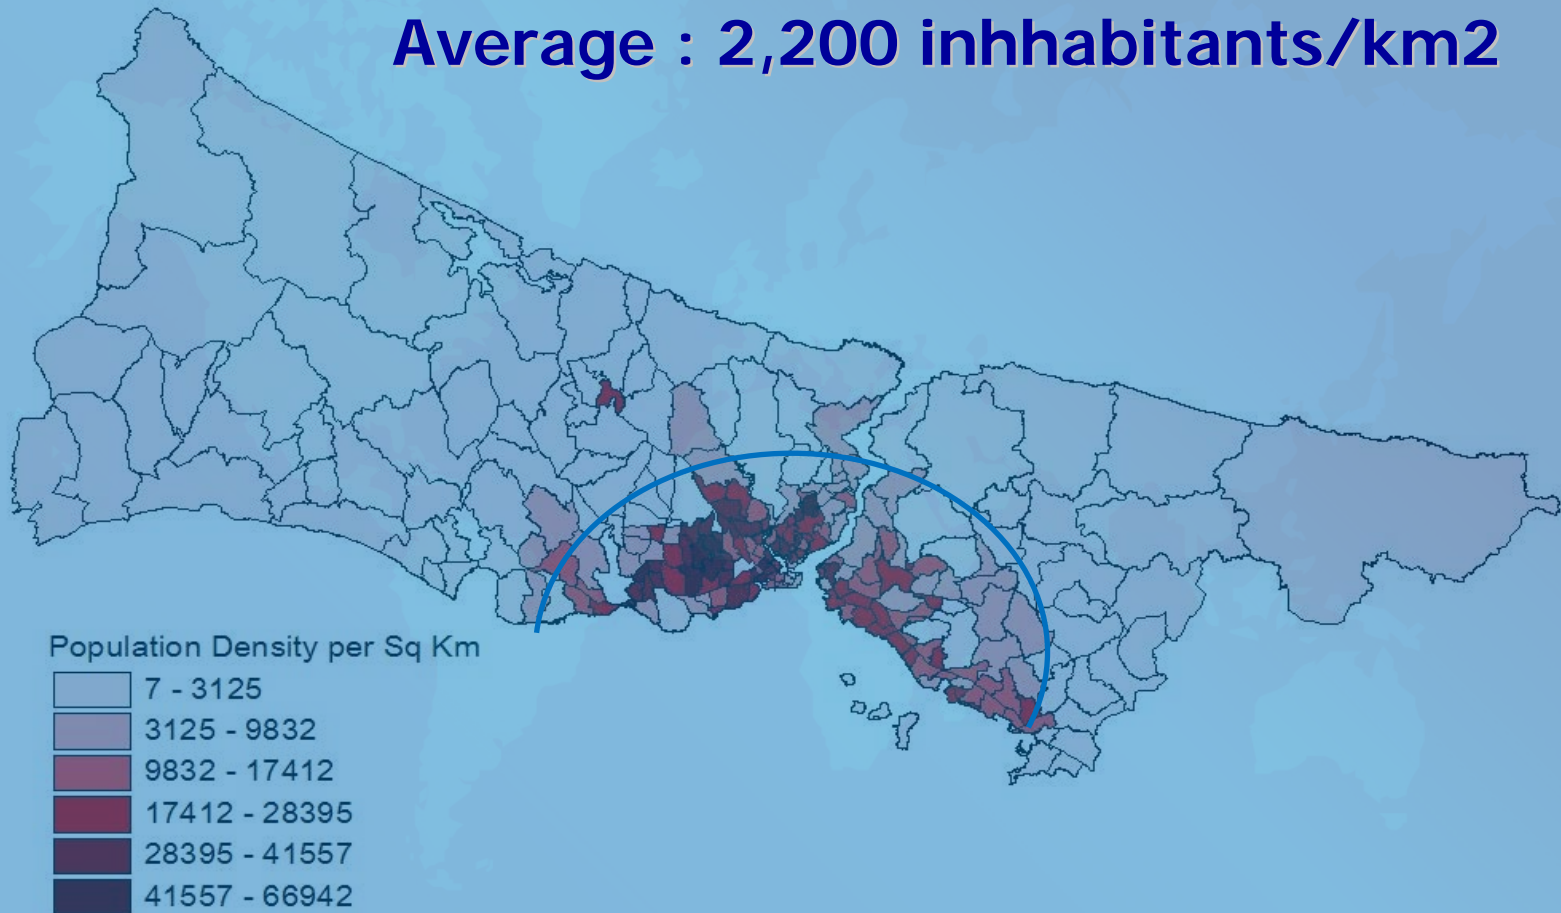 Average : 2,200 inhhabitants/km2
Population Density per Sq Km
7 - 3125
3125 - 9832
9832 - 17412
17412 - 28395
28395 - 41557
41557 - 66942